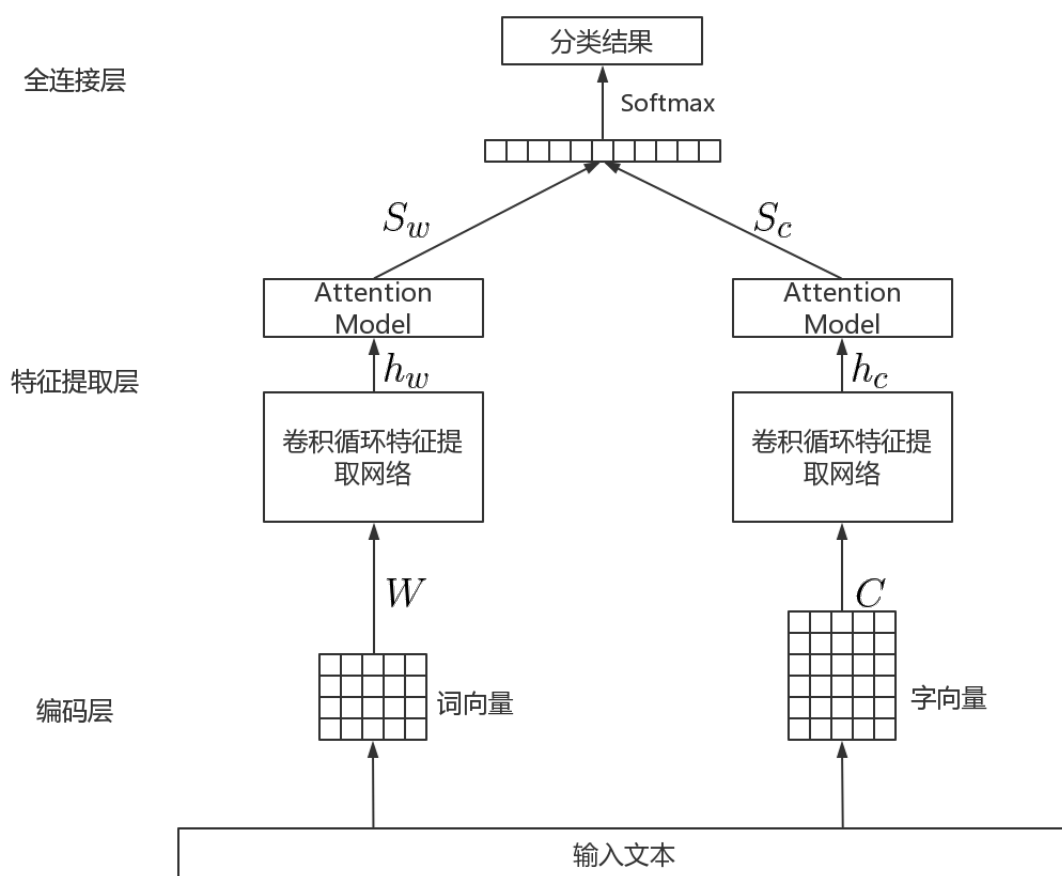 分类结果
全连接层
Softmax
S_w
S_c
Attention
Model
Attention
Model
h_w
h_c
特征提取层
卷积循环特征提
取网络
卷积循环特征提
取网络
W
C
词向量
字向量
编码层
输入文本